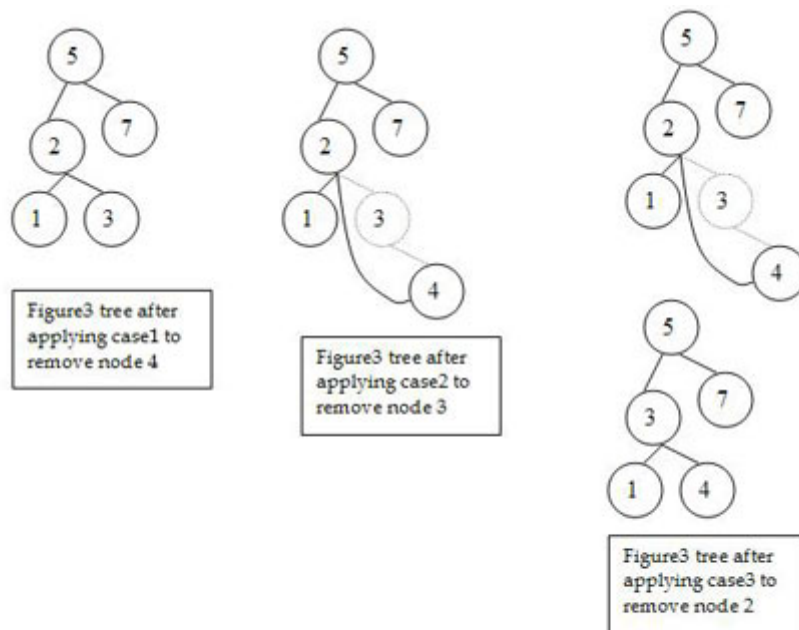 5
2
7
1
3
Figure3 tree after
applying case1 to
remove node 4
5
2
7
1
3
4
Figure3 tree after
applying case2 to
remove node 3
5
2
7
1
3
4
5
3
7
1
4
Figure3 tree after
applying case3 to
remove node 2